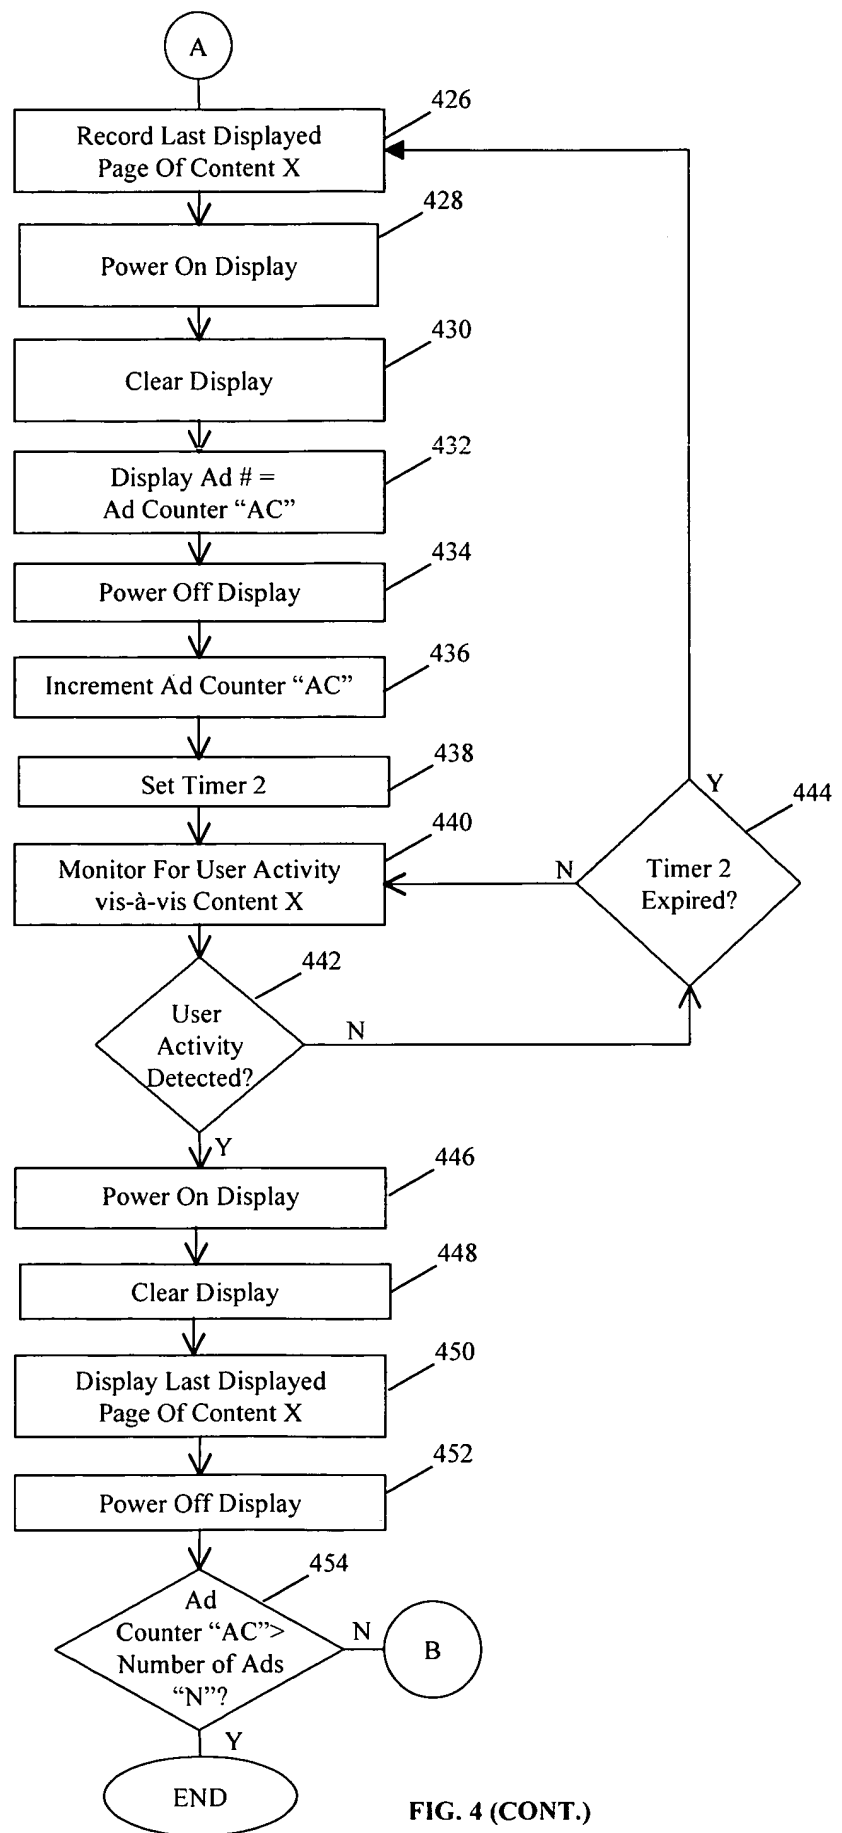 A
426
Record Last Displayed
Page Of Content X
428
Power On Display
430
Clear Display
432
Display Ad # =
Ad Counter “AC”
434
Power Off Display
436
Increment Ad Counter “AC”
438
Set Timer 2
Y
444
440
Monitor For User Activity
vis-à-vis Content X
N
Timer 2
Expired?
442
User
Activity
Detected?
N
Y
446
Power On Display
448
Clear Display
450
Display Last Displayed
Page Of Content X
452
Power Off Display
454
Ad
Counter “AC”>
Number of Ads
“N”?
N
B
Y
END
FIG. 4 (CONT.)